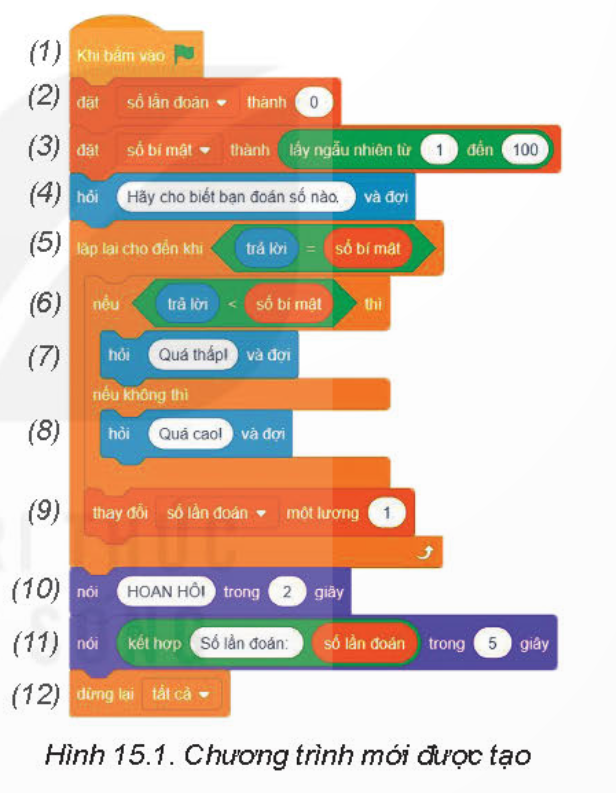 (1) Khi bấm vào
(2) đặt số lần đoán thành 0
(3) đặt số bí mật thành lấy ngẫu nhiên từ 1 đến 100
(4) hỏi Hãy cho biết bạn đoán số nào. và đợi
(5) lặp lại cho đến khi trả lời = số bí mật
(6) nếu trả lời < số bí mật thì
(7) hỏi Quá thấp! và đợi
nếu không thì
(8) hỏi Quá cao! và đợi
(9) thay đổi số lần đoán một lượng 1
(10) nói HOAN HÔ! trong 2 giây
(11) nói kết hợp Số lần đoán: số lần đoán trong 5 giây
(12) dừng lại tất cả
Hình 15.1. Chương trình mới được tạo